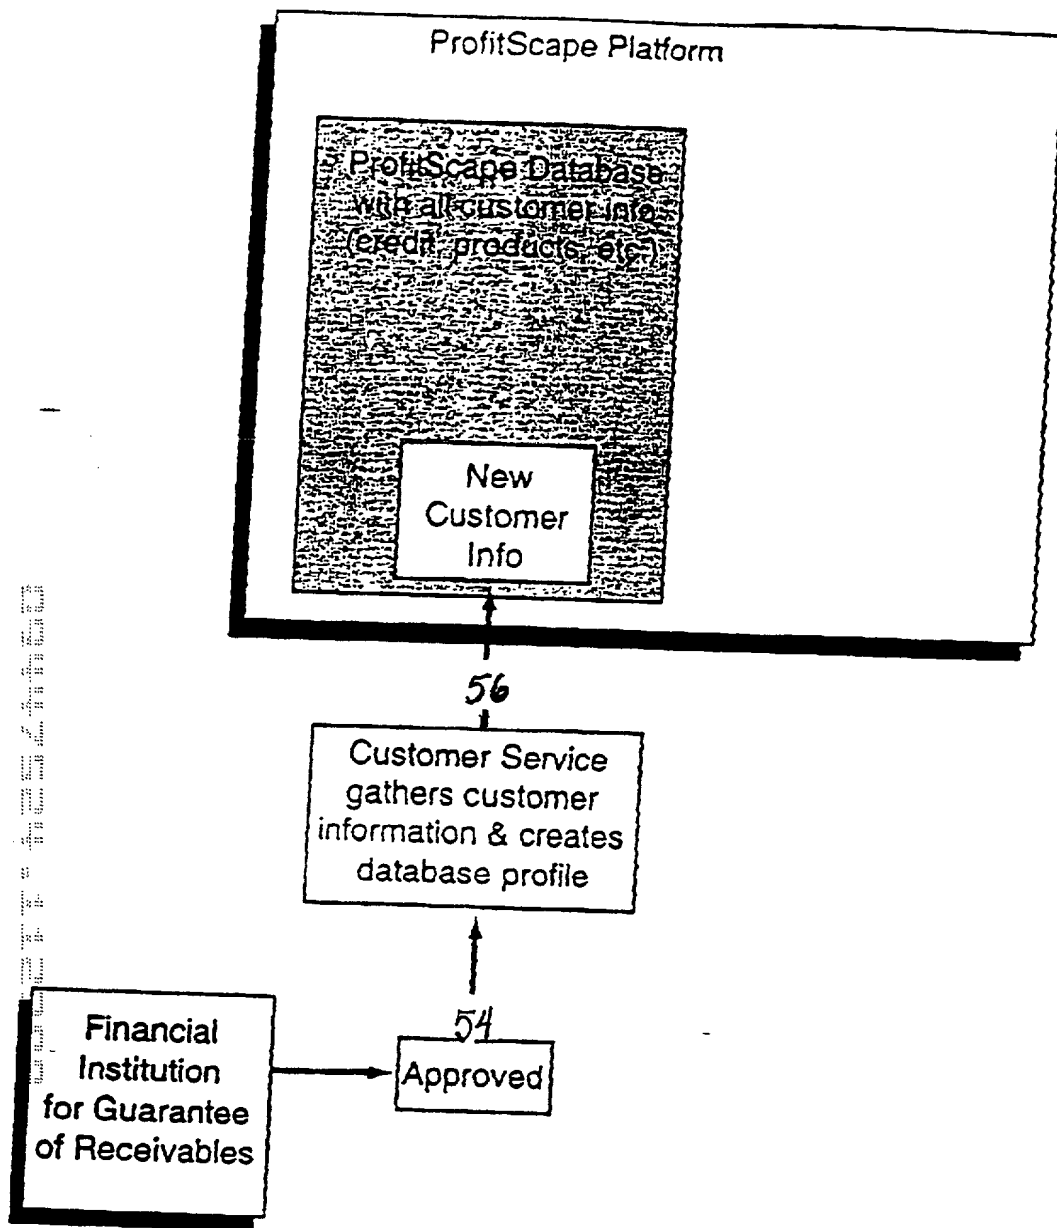 ProfitScape Platform
ProfitScape Database
with all customer info
(credit, products, etc.)
New
Customer
Info
56
Customer Service
gathers customer
information & creates
database profile
54
Approved
Financial
Institution
for Guarantee
of Receivables